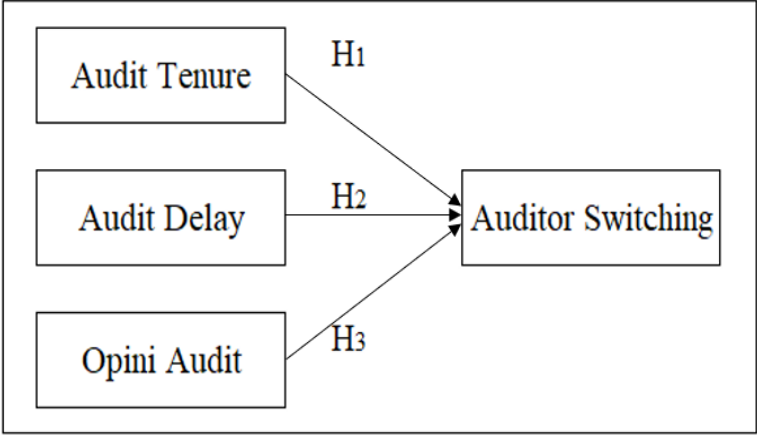 Audit Tenure
H1
Audit Delay
H2
Auditor Switching
Opini Audit
H3